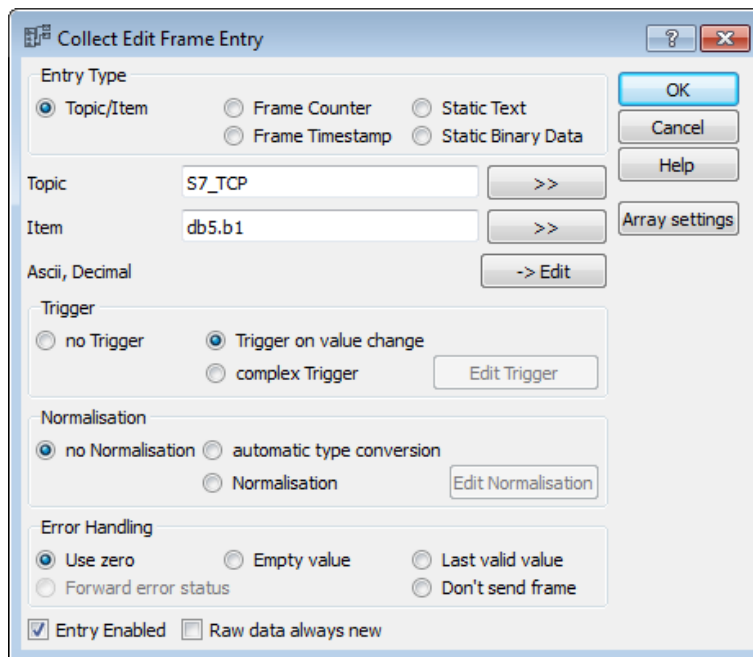 Collect Edit Frame Entry
Entry Type
Topic/Item Frame Counter Static Text
Frame Timestamp Static Binary Data
OK
Cancel
Help
Topic S7_TCP >>
Item db5.b1 >>
Array settings
Ascii, Decimal -> Edit
Trigger
no Trigger Trigger on value change
complex Trigger Edit Trigger
Normalisation
no Normalisation automatic type conversion
Normalisation Edit Normalisation
Error Handling
Use zero Empty value Last valid value
Forward error status Don't send frame
Entry Enabled Raw data always new